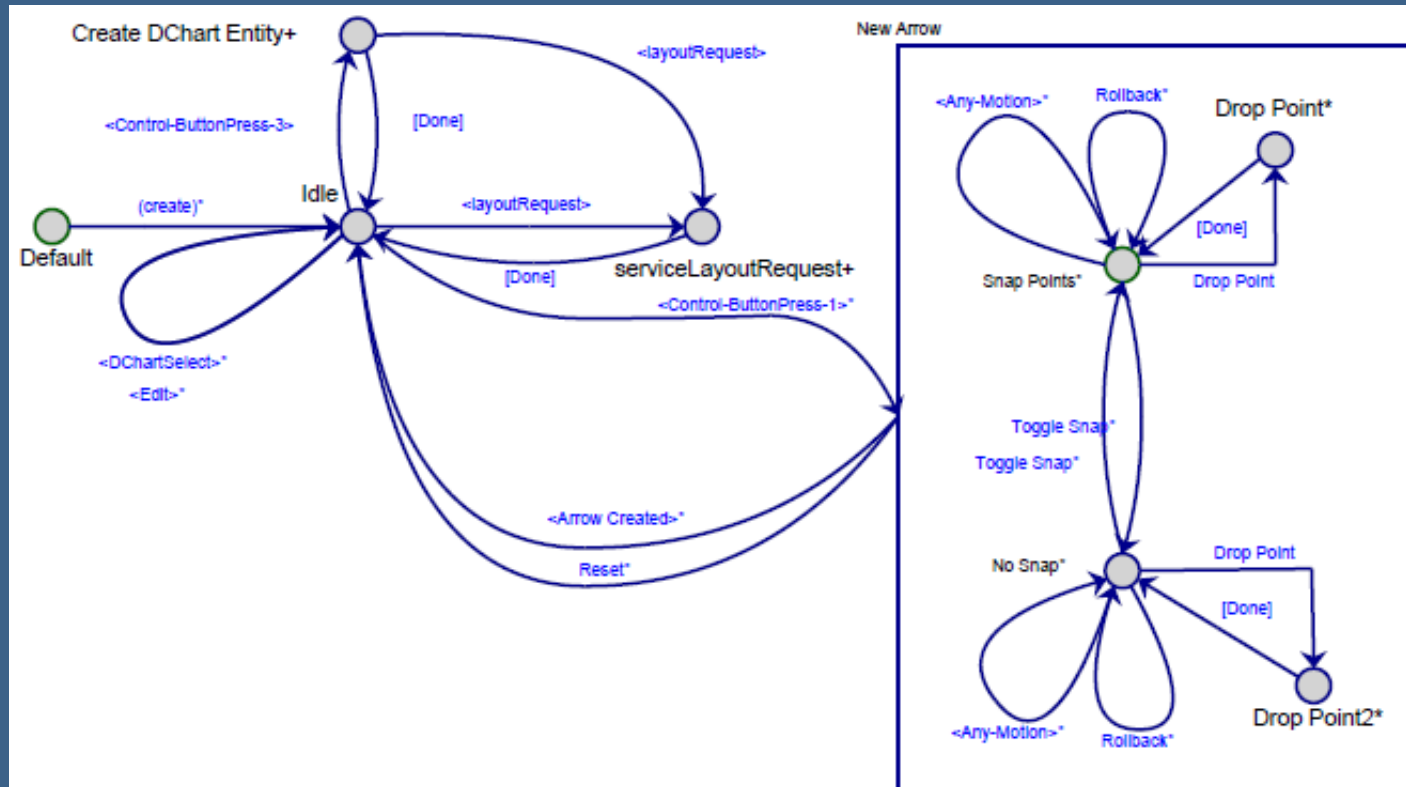 Create DChart Entity+
<layoutRequest>
<Control-ButtonPress-3>
[Done]
Idle
(create)*
<layoutRequest>
Default
[Done]
serviceLayoutRequest+
<Control-ButtonPress-1>*
<DChartSelect>*
<Edit>*
<Arrow Created>*
Reset*
New Arrow
<Any-Motion>*
Rollback*
Drop Point*
[Done]
Snap Points*
Drop Point
Toggle Snap*
Toggle Snap*
No Snap*
Drop Point
[Done]
<Any-Motion>*
Rollback*
Drop Point2*